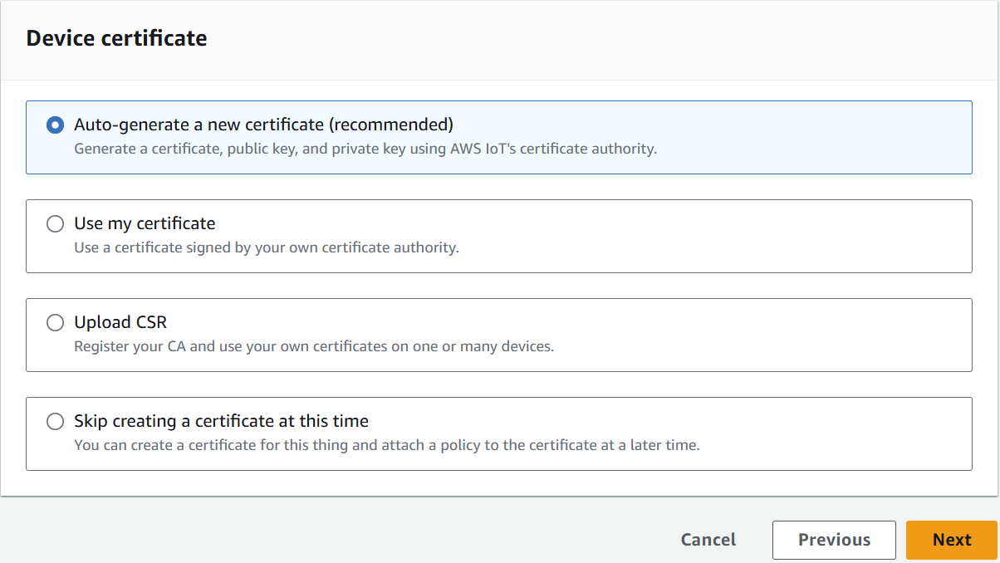 Device certificate
Auto-generate a new certificate (recommended)
Generate a certificate, public key, and private key using AWS IoT's certificate authority.
Use my certificate
Use a certificate signed by your own certificate authority.
Upload CSR
Register your CA and use your own certificates on one or many devices.
Skip creating a certificate at this time
You can create a certificate for this thing and attach a policy to the certificate at a later time.
Cancel Previous Next